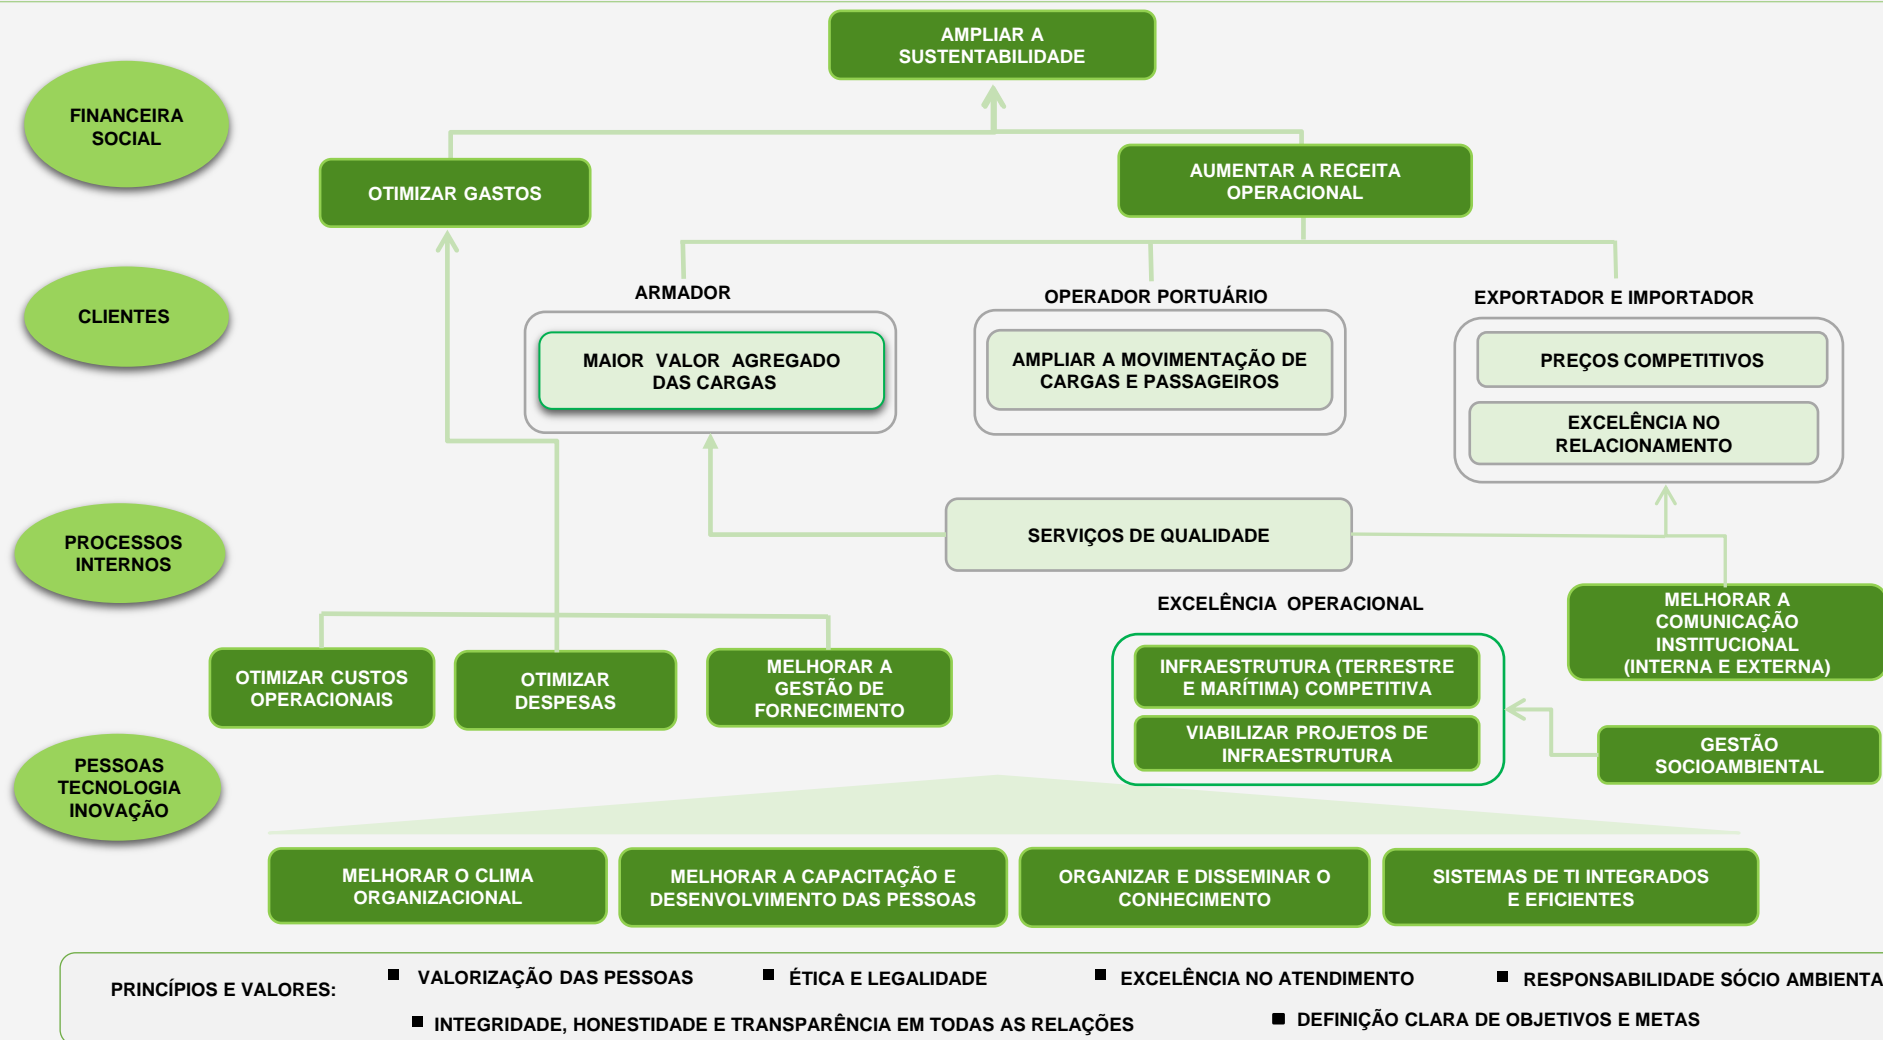 AMPLIAR A
SUSTENTABILIDADE
FINANCEIRA
SOCIAL
OTIMIZAR GASTOS
AUMENTAR A RECEITA
OPERACIONAL
CLIENTES
ARMADOR
MAIOR VALOR AGREGADO
DAS CARGAS
OPERADOR PORTUÁRIO
AMPLIAR A MOVIMENTAÇÃO DE
CARGAS E PASSAGEIROS
EXPORTADOR E IMPORTADOR
PREÇOS COMPETITIVOS
EXCELÊNCIA NO
RELACIONAMENTO
PROCESSOS
INTERNOS
SERVIÇOS DE QUALIDADE
EXCELÊNCIA OPERACIONAL
MELHORAR A
COMUNICAÇÃO
INSTITUCIONAL
(INTERNA E EXTERNA)
OTIMIZAR CUSTOS
OPERACIONAIS
OTIMIZAR
DESPESAS
MELHORAR A
GESTÃO DE
FORNECIMENTO
INFRAESTRUTURA (TERRESTRE
E MARÍTIMA) COMPETITIVA
VIABILIZAR PROJETOS DE
INFRAESTRUTURA
GESTÃO
SOCIOAMBIENTAL
PESSOAS
TECNOLOGIA
INOVAÇÃO
MELHORAR O CLIMA
ORGANIZACIONAL
MELHORAR A CAPACITAÇÃO E
DESENVOLVIMENTO DAS PESSOAS
ORGANIZAR E DISSEMINAR O
CONHECIMENTO
SISTEMAS DE TI INTEGRADOS
E EFICIENTES
PRINCÍPIOS E VALORES:
▪ VALORIZAÇÃO DAS PESSOAS
▪ ÉTICA E LEGALIDADE
▪ EXCELÊNCIA NO ATENDIMENTO
▪ RESPONSABILIDADE SÓCIO AMBIENTA
▪ INTEGRIDADE, HONESTIDADE E TRANSPARÊNCIA EM TODAS AS RELAÇÕES
▪ DEFINIÇÃO CLARA DE OBJETIVOS E METAS